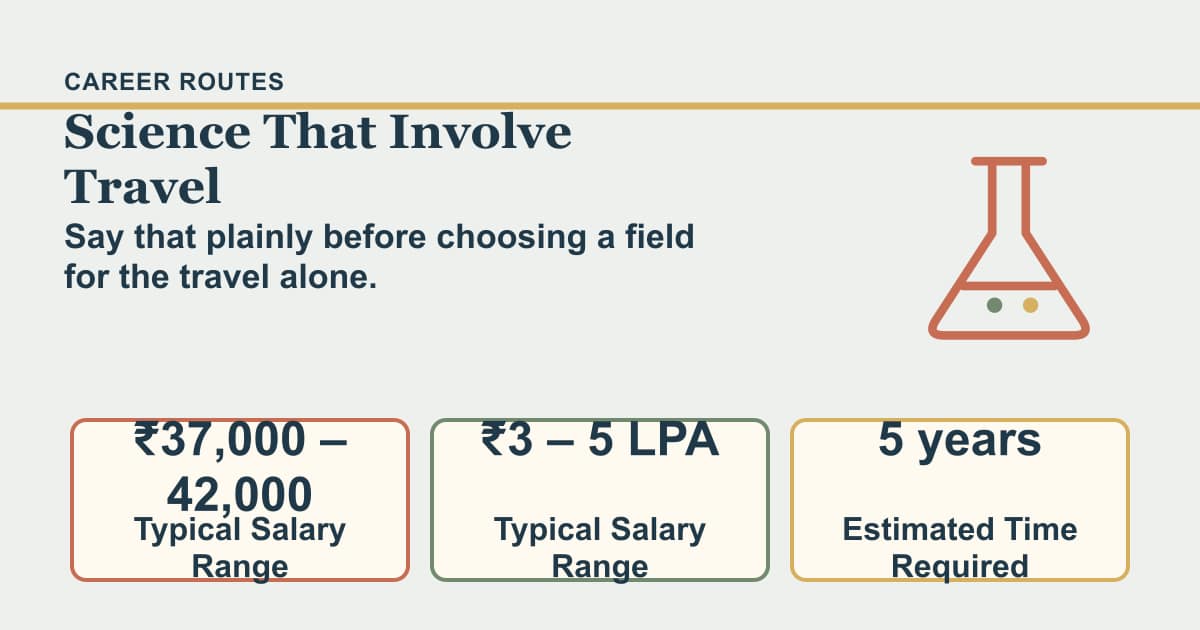 CAREER ROUTES
Science That Involve
Travel
Say that plainly before choosing a field
for the travel alone.
₹37,000 –
42,000
Typical Salary
Range
₹3 – 5 LPA
Typical Salary
Range
5 years
Estimated Time
Required